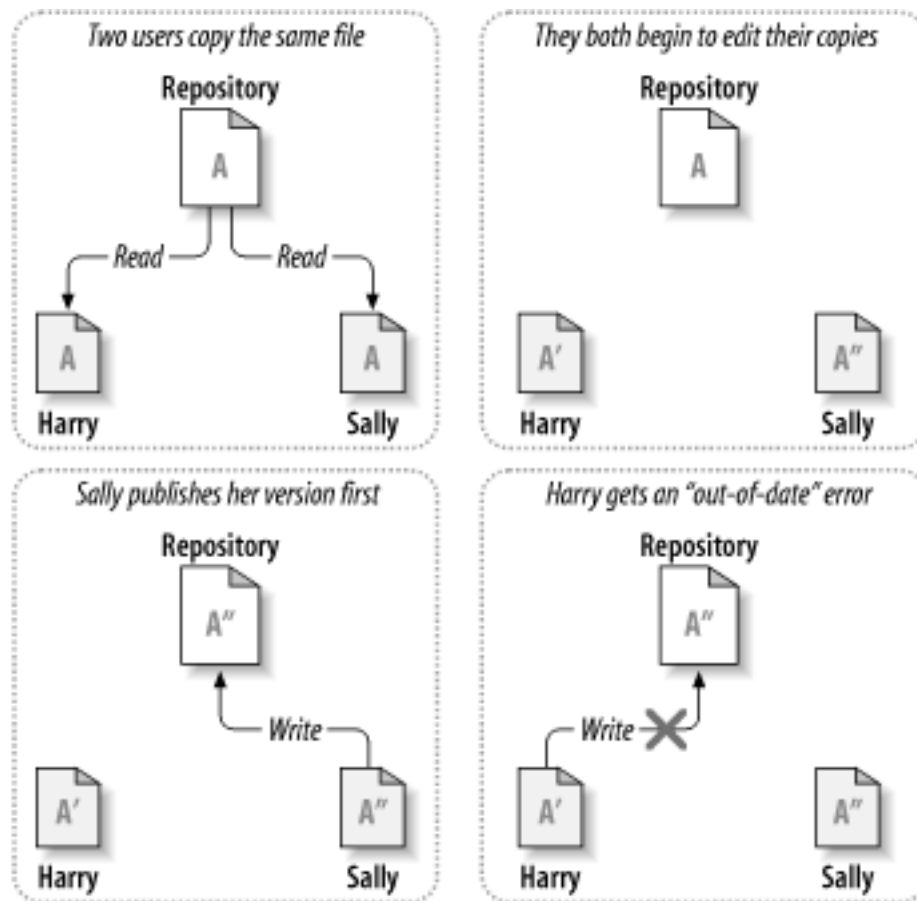 Two users copy the same file
Repository
A
Read
Read
A
A
Harry
Sally
They both begin to edit their copies
Repository
A
A′
A″
Harry
Sally
Sally publishes her version first
Repository
A″
Write
A′
A″
Harry
Sally
Harry gets an “out-of-date” error
Repository
A″
Write
A′
A″
Harry
Sally